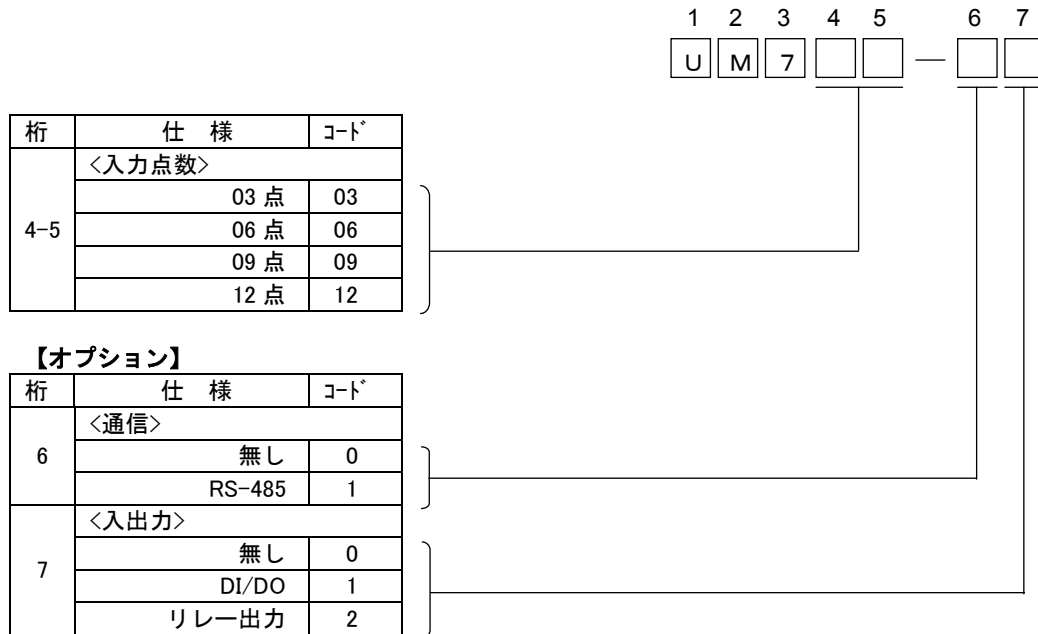 1 2 3 4 5 6 7
U M 7 —
桁 仕 様 ｺｰﾄﾞ
4-5 <入力点数>
03 点 03
06 点 06
09 点 09
12 点 12
【オプション】
桁 仕 様 ｺｰﾄﾞ
6 <通信>
無し 0
RS-485 1
7 <入出力>
無し 0
DI/DO 1
リレー出力 2